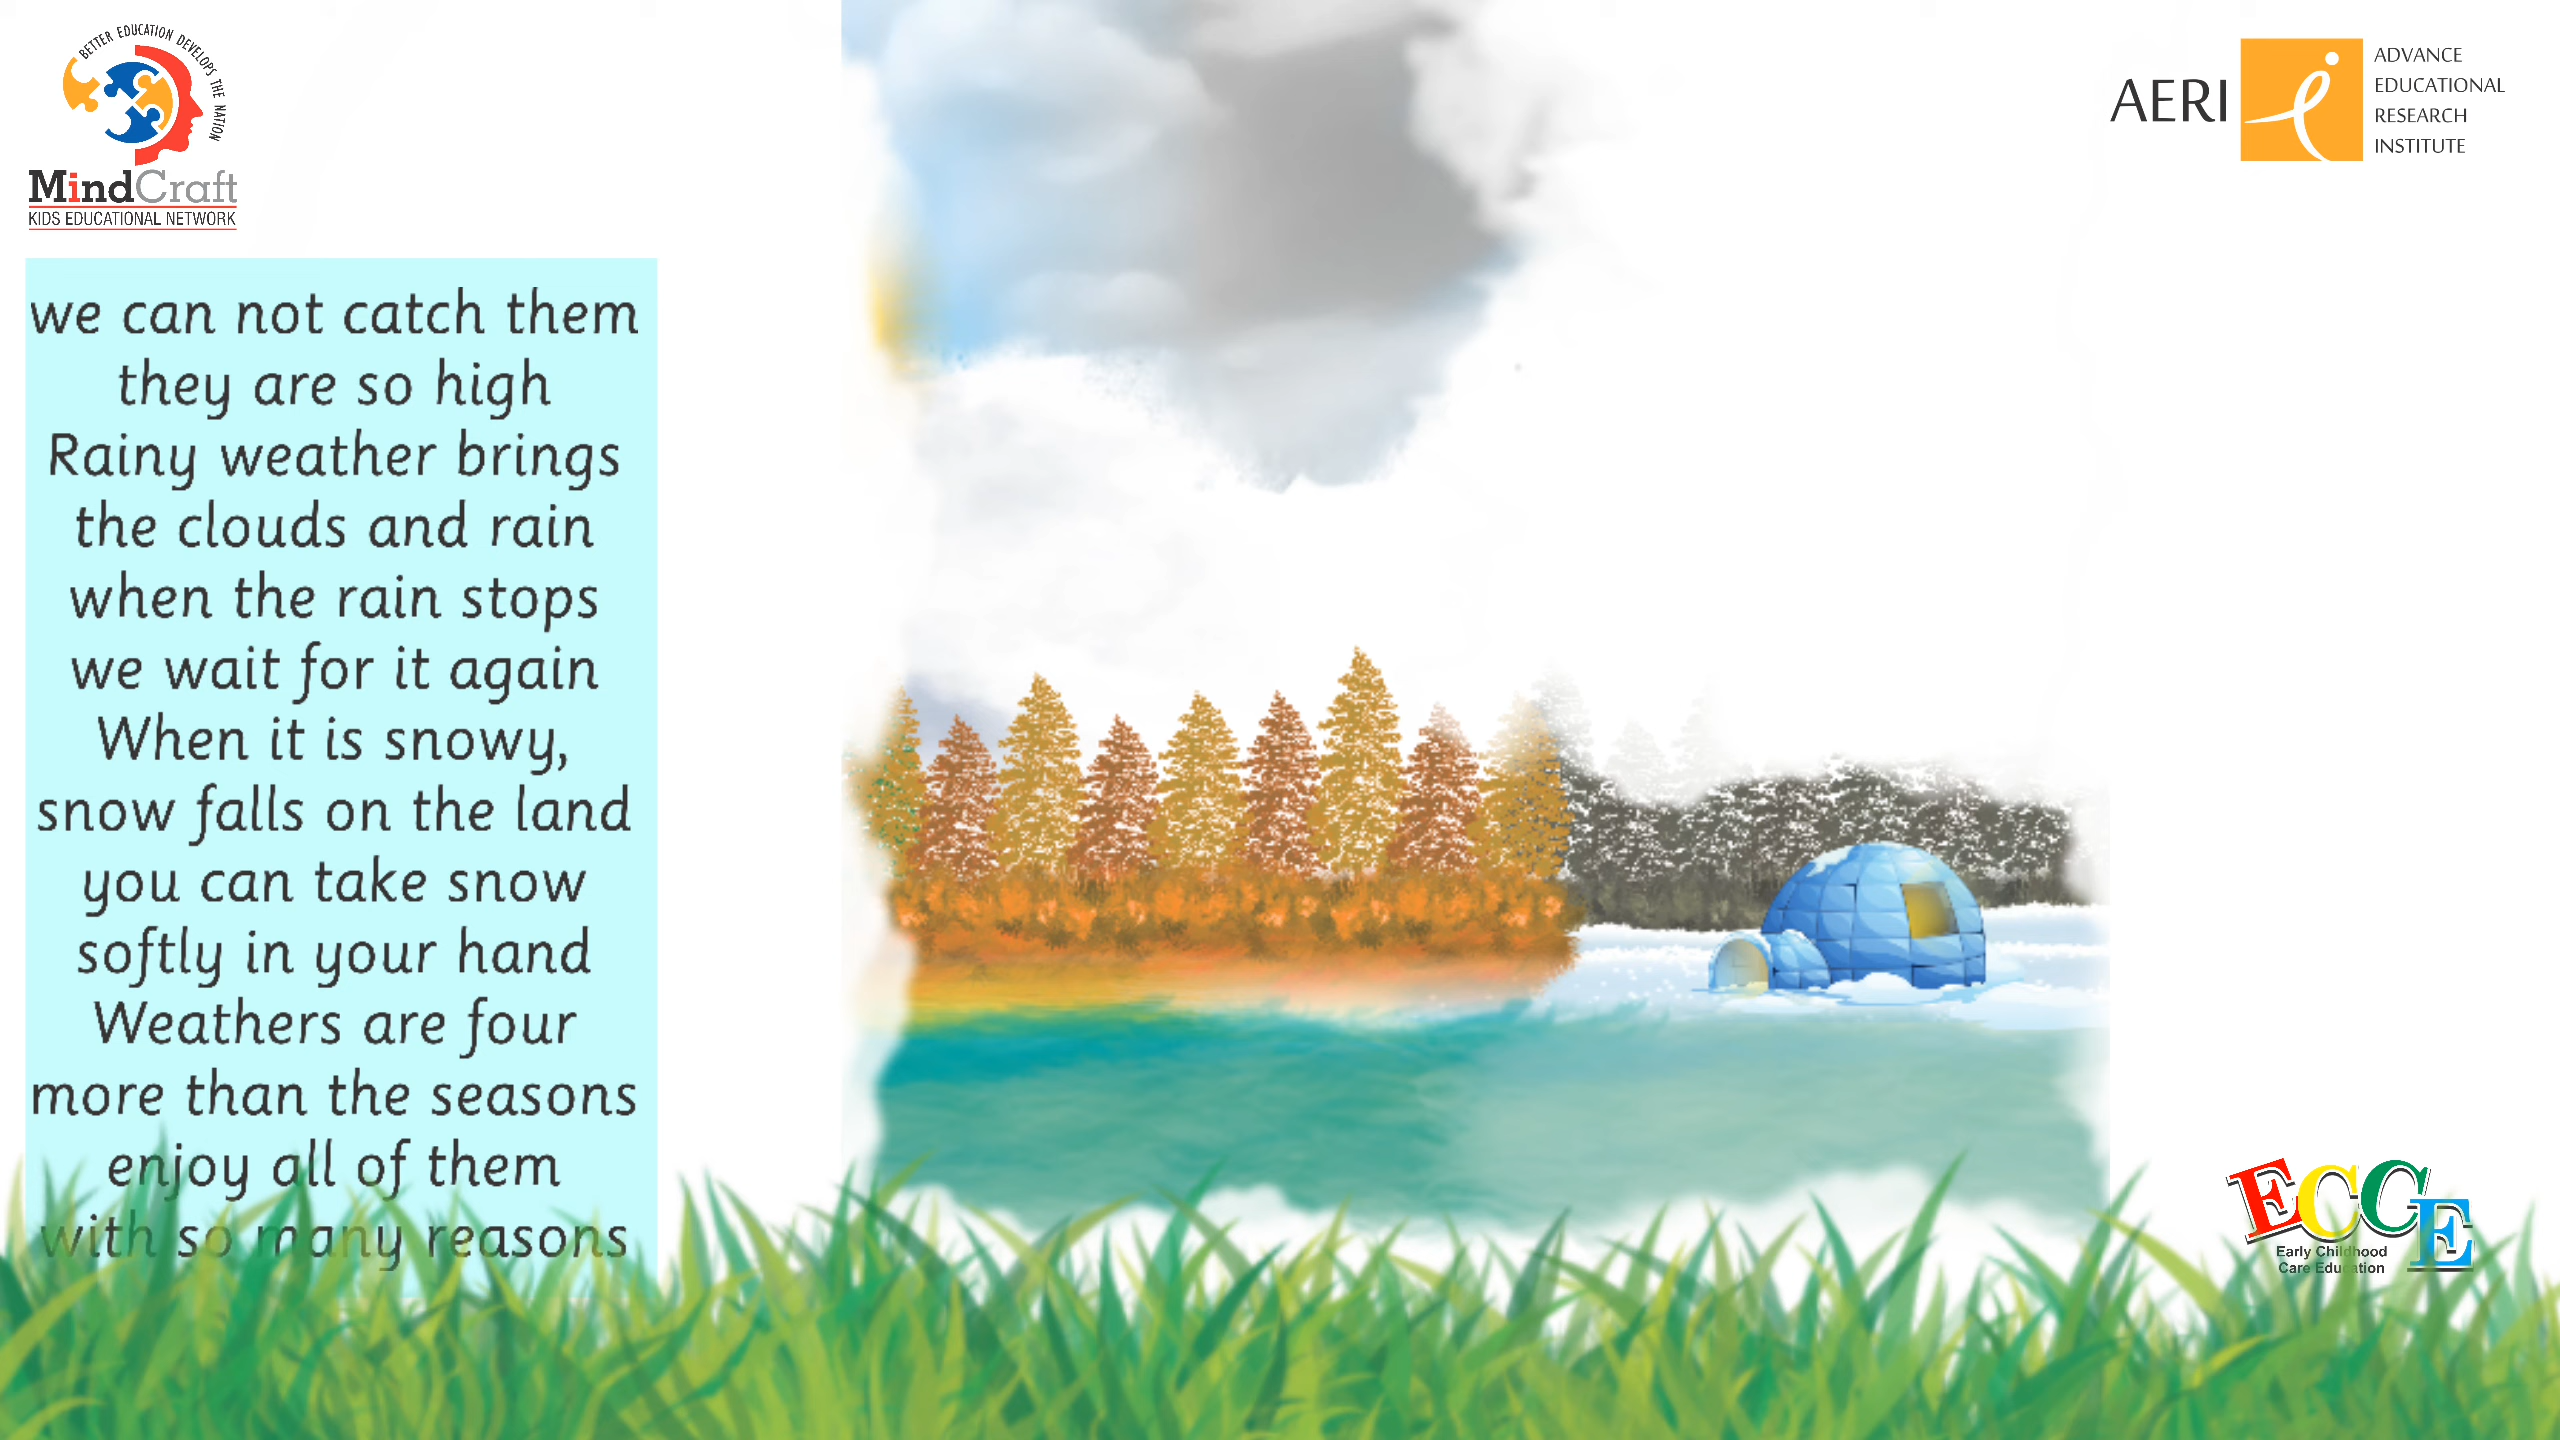 BETTER EDUCATION DEVELOPS THE NATION
MindCraft
KIDS EDUCATIONAL NETWORK
AERI
ADVANCE
EDUCATIONAL
RESEARCH
INSTITUTE
we can not catch them
they are so high
Rainy weather brings
the clouds and rain
when the rain stops
we wait for it again
When it is snowy,
snow falls on the land
you can take snow
softly in your hand
Weathers are four
more than the seasons
enjoy all of them
with so many reasons
ECCE
Early Childhood
Care Education